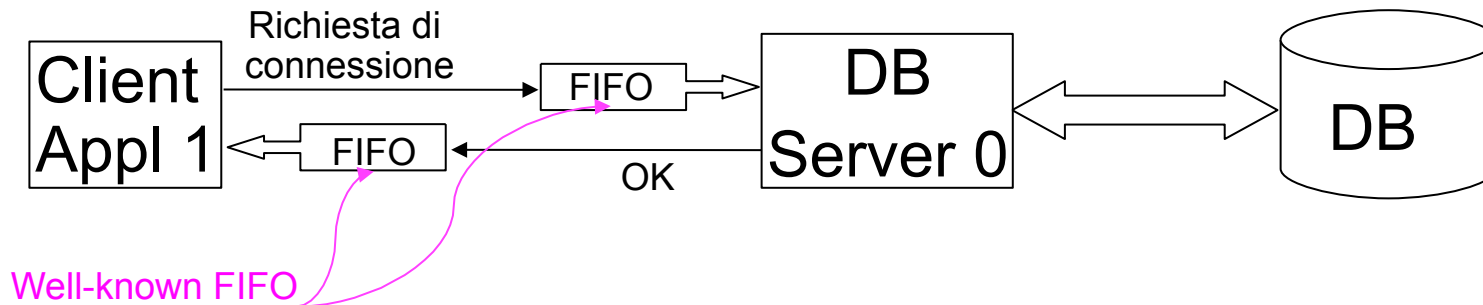 Richiesta di
connessione
Client
Appl 1
FIFO
FIFO
OK
DB
Server 0
DB
Well-known FIFO